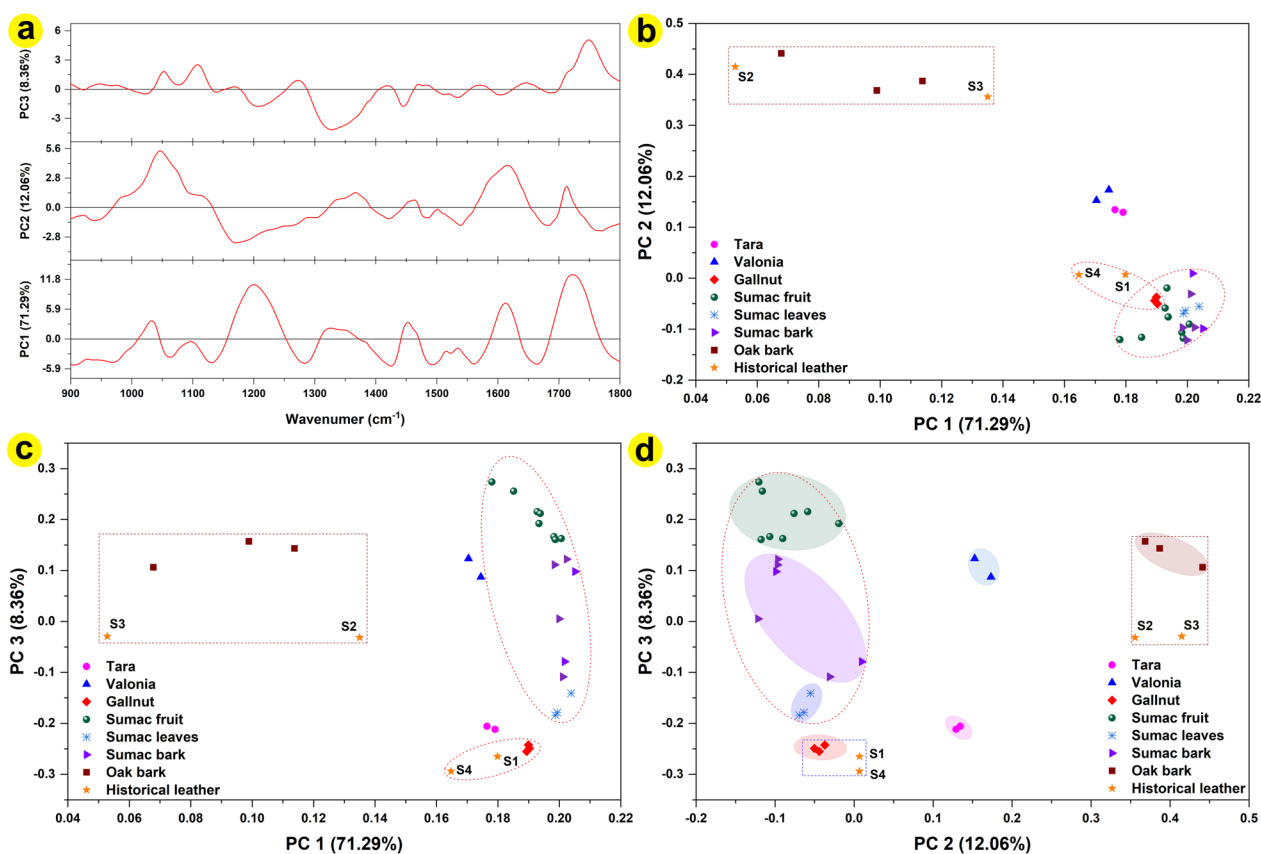 a
PC3 (8.36%)
6
3
0
-3
PC2 (12.06%)
5.6
2.8
0.0
-2.8
PC1 (71.29%)
11.8
5.9
0.0
-5.9
900 1000 1100 1200 1300 1400 1500 1600 1700 1800
Wavenumer (cm-1)
b
PC 2 (12.06%)
0.5
0.4
0.3
0.2
0.1
0.0
-0.1
-0.2
S2
S3
S4
S1
Tara
Valonia
Gallnut
Sumac fruit
Sumac leaves
Sumac bark
Oak bark
Historical leather
0.04 0.06 0.08 0.10 0.12 0.14 0.16 0.18 0.20 0.22
PC 1 (71.29%)
c
PC 3 (8.36%)
0.3
0.2
0.1
0.0
-0.1
-0.2
-0.3
S3
S2
S1
S4
Tara
Valonia
Gallnut
Sumac fruit
Sumac leaves
Sumac bark
Oak bark
Historical leather
0.04 0.06 0.08 0.10 0.12 0.14 0.16 0.18 0.20 0.22
PC 1 (71.29%)
d
PC 3 (8.36%)
0.3
0.2
0.1
0.0
-0.1
-0.2
-0.3
S2
S3
S1
S4
Tara
Valonia
Gallnut
Sumac fruit
Sumac leaves
Sumac bark
Oak bark
Historical leather
-0.2 -0.1 0.0 0.1 0.2 0.3 0.4 0.5
PC 2 (12.06%)